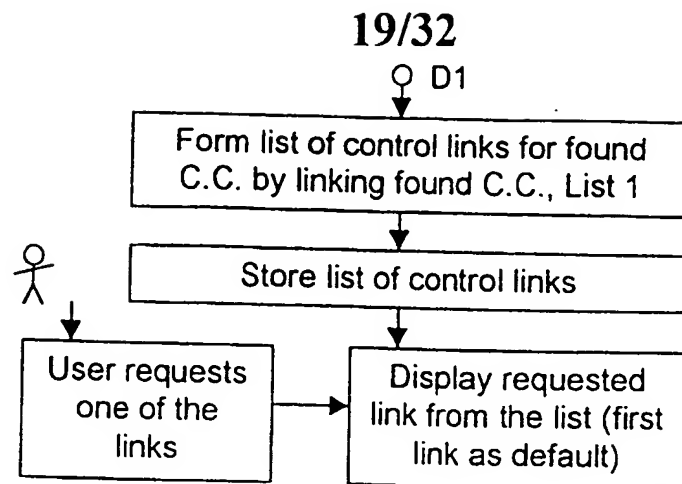 19/32
D1
Form list of control links for found
C.C. by linking found C.C., List 1
Store list of control links
User requests
one of the
links
Display requested
link from the list (first
link as default)